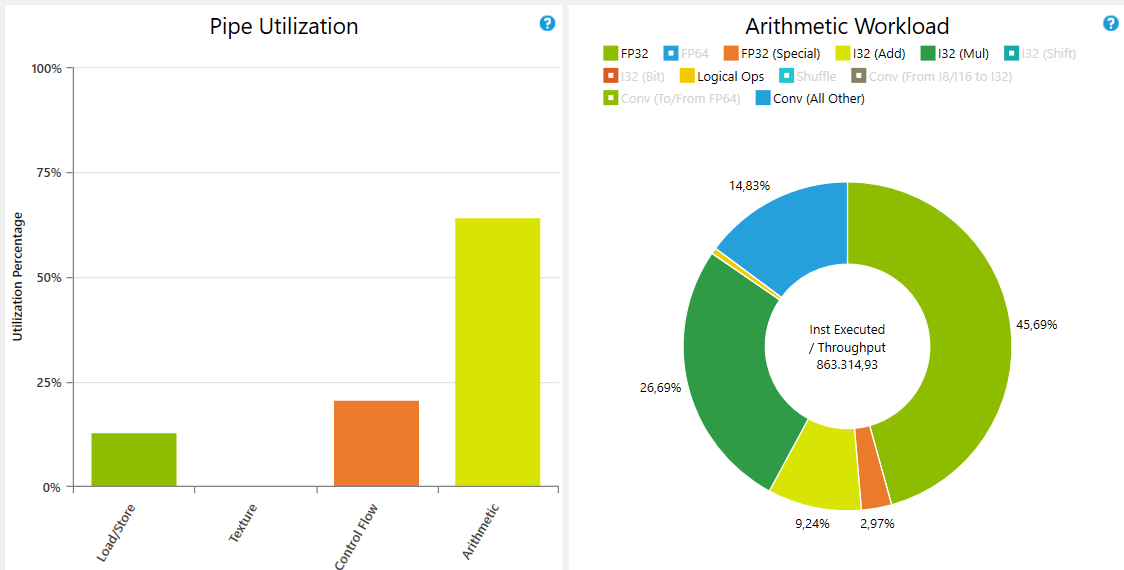 Pipe Utilization
?
100%
75%
50%
25%
0%
Utilization Percentage
Load/Store
Texture
Control Flow
Arithmetic
Arithmetic Workload
?
FP32 FP64 FP32 (Special) I32 (Add) I32 (Mul) I32 (Shift)
I32 (Bit) Logical Ops Shuffle Conv (From I8/I16 to I32)
Conv (To/From FP64) Conv (All Other)
14,83%
45,69%
26,69%
9,24%
2,97%
Inst Executed
/ Throughput
863.314,93